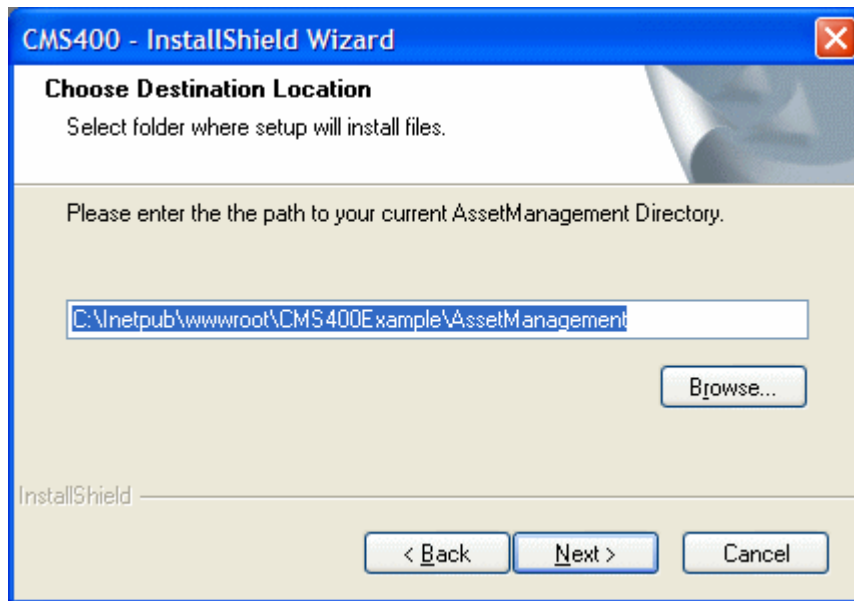 CMS400 - InstallShield Wizard
Choose Destination Location
Select folder where setup will install files.
Please enter the the path to your current AssetManagement Directory.
C:\Inetpub\wwwroot\CMS400Example\AssetManagement
Browse...
InstallShield
< Back Next > Cancel